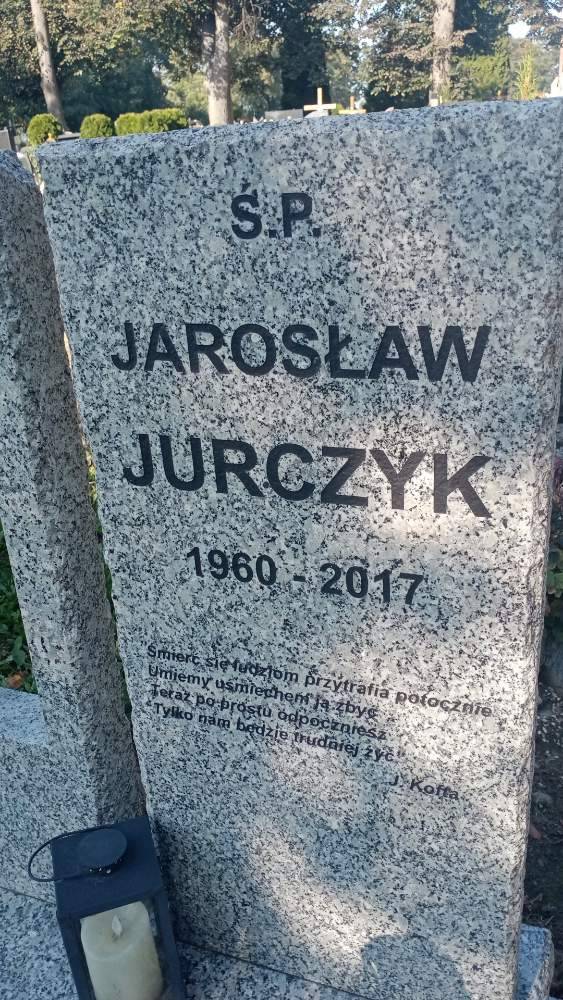 Ś.P.
JAROSŁAW
JURCZYK
1960 - 2017
"Śmierć się ludziom przytrafia potocznie
Umiemy uśmiechem ją zbyć
Teraz po prostu odpoczniesz
Tylko nam będzie trudniej żyć"
J. Koffa